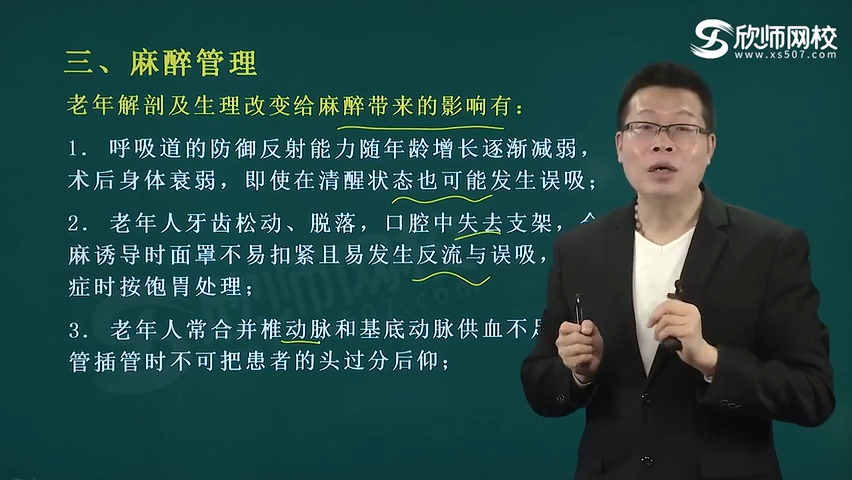 欣师网校
www.xs507.com
三、麻醉管理
老年解剖及生理改变给麻醉带来的影响有：
1. 呼吸道的防御反射能力随年龄增长逐渐减弱，
术后身体衰弱，即使在清醒状态也可能发生误吸；
2. 老年人牙齿松动、脱落，口腔中失去支架，
麻诱导时面罩不易扣紧且易发生反流与误吸，
症时按饱胃处理；
3. 老年人常合并椎动脉和基底动脉供血不
管插管时不可把患者的头过分后仰；